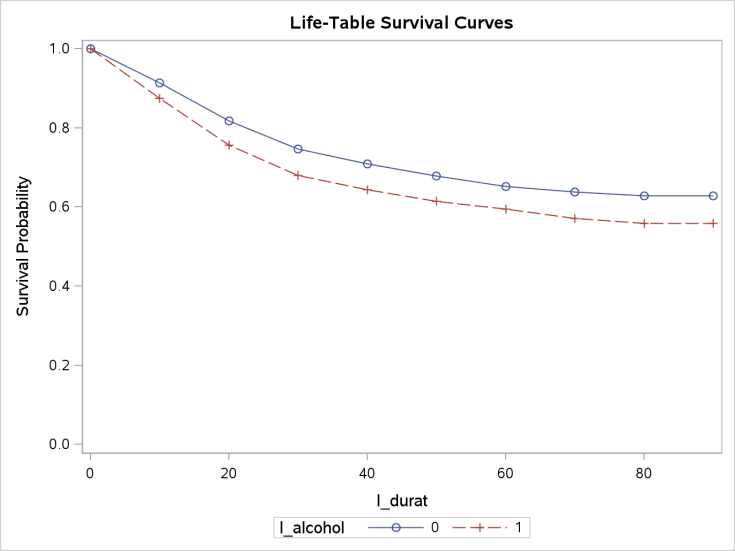 Life-Table Survival Curves
1.0
0.8
0.6
0.4
0.2
0.0
Survival Probability
0 20 40 60 80
l_durat
l_alcohol 0 1